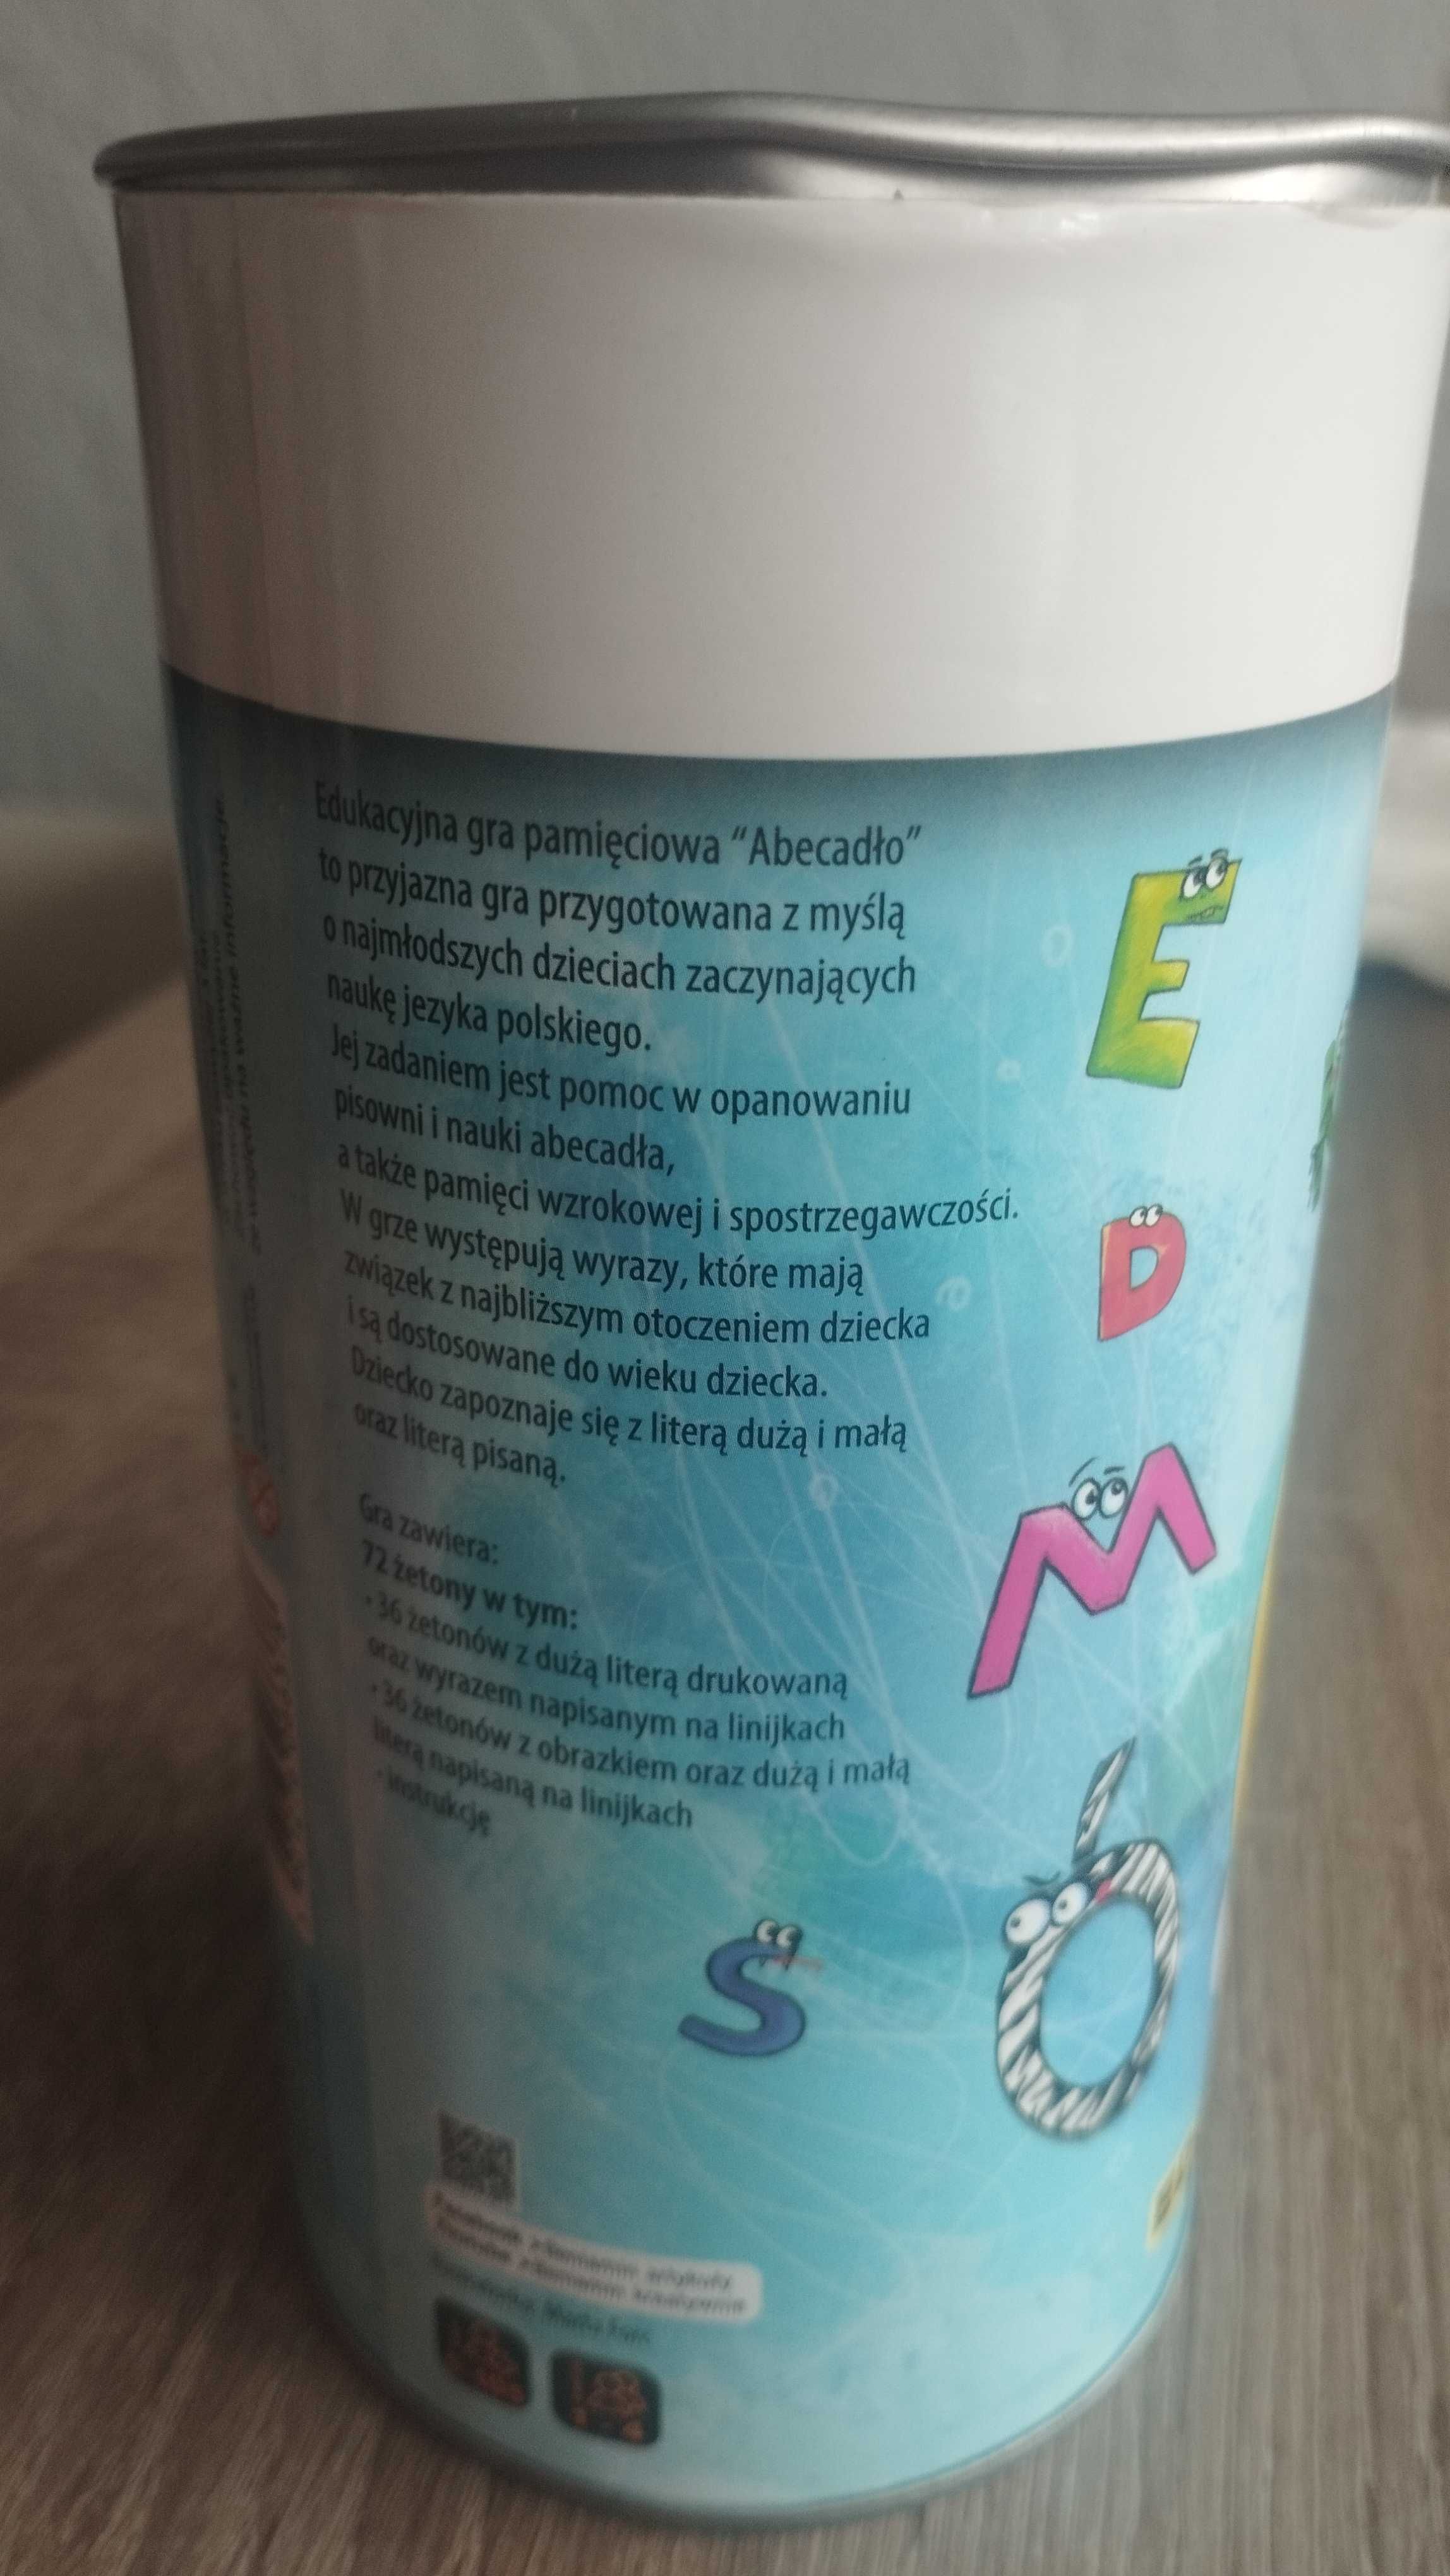 Edukacyjna gra pamięciowa “Abecadło”
to przyjazna gra przygotowana z myślą
o najmłodszych dzieciach zaczynających
naukę jezyka polskiego.
Jej zadaniem jest pomoc w opanowaniu
pisowni i nauki abecadła,
a także pamięci wzrokowej i spostrzegawczości.
W grze występują wyrazy, które mają
związek z najbliższym otoczeniem dziecka
i są dostosowane do wieku dziecka.
Dziecko zapoznaje się z literą dużą i małą
oraz literą pisaną.
Gra zawiera:
72 żetony w tym:
• 36 żetonów z dużą literą drukowaną
oraz wyrazem napisanym na linijkach
• 36 żetonów z obrazkiem oraz dużą i małą
literą napisaną na linijkach
• instrukcję
E
D
M
Ó
S